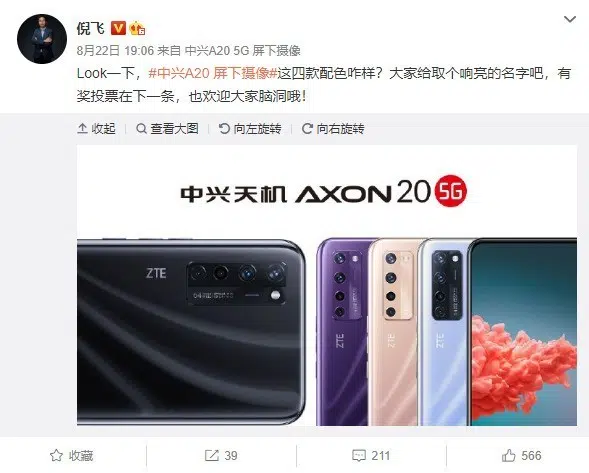 倪飞
8月22日 19:06 来自 中兴A20 5G 屏下摄像
Look一下，#中兴A20 屏下摄像#这四款配色咋样？大家给取个响亮的名字吧，有
奖投票在下一条，也欢迎大家脑洞哦！
收起 查看大图 向左旋转 向右旋转
中兴天机 AXON 20 5G
ZTE
ZTE
ZTE
ZTE
收藏 39 211 566